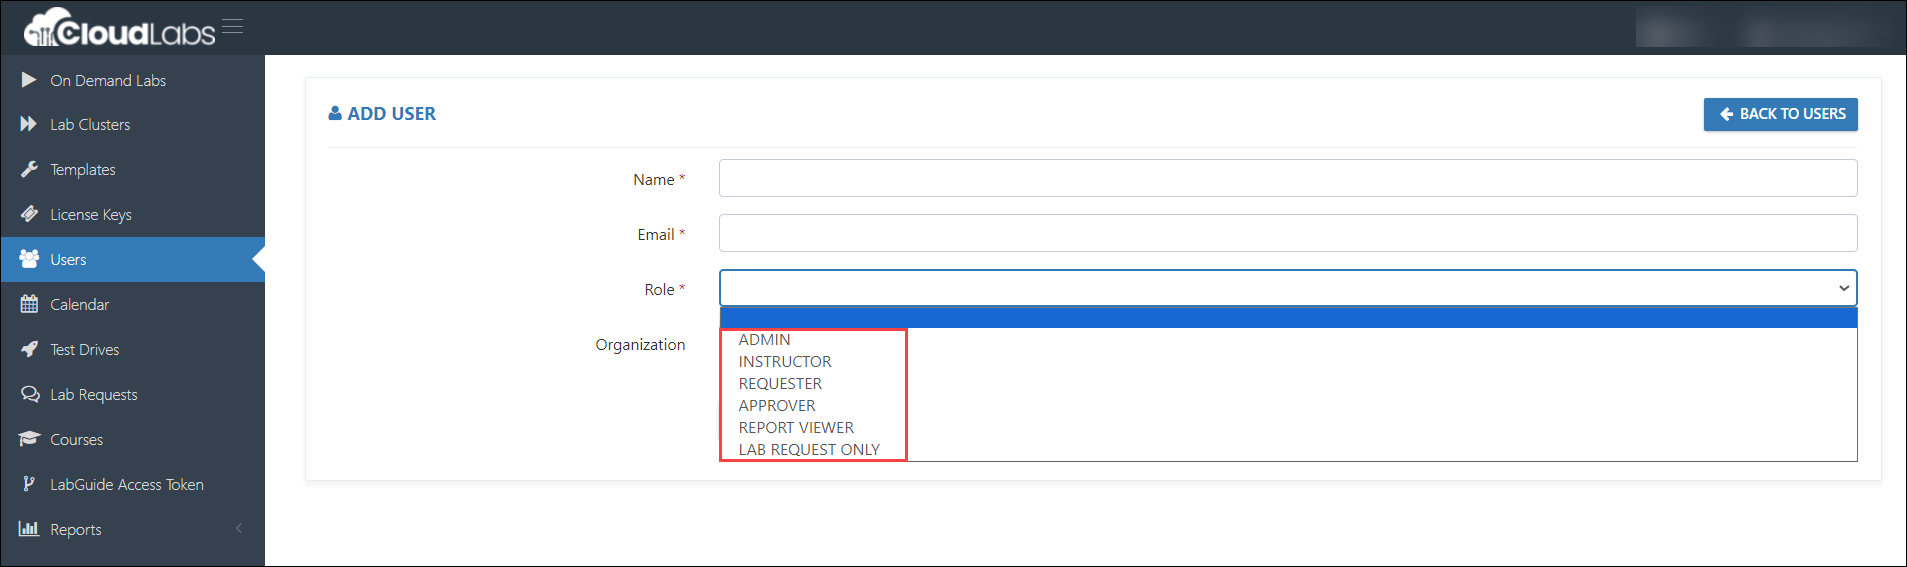 CloudLabs
On Demand Labs
Lab Clusters
Templates
License Keys
Users
Calendar
Test Drives
Lab Requests
Courses
LabGuide Access Token
Reports
ADD USER
BACK TO USERS
Name *
Email *
Role *
Organization
ADMIN
INSTRUCTOR
REQUESTER
APPROVER
REPORT VIEWER
LAB REQUEST ONLY